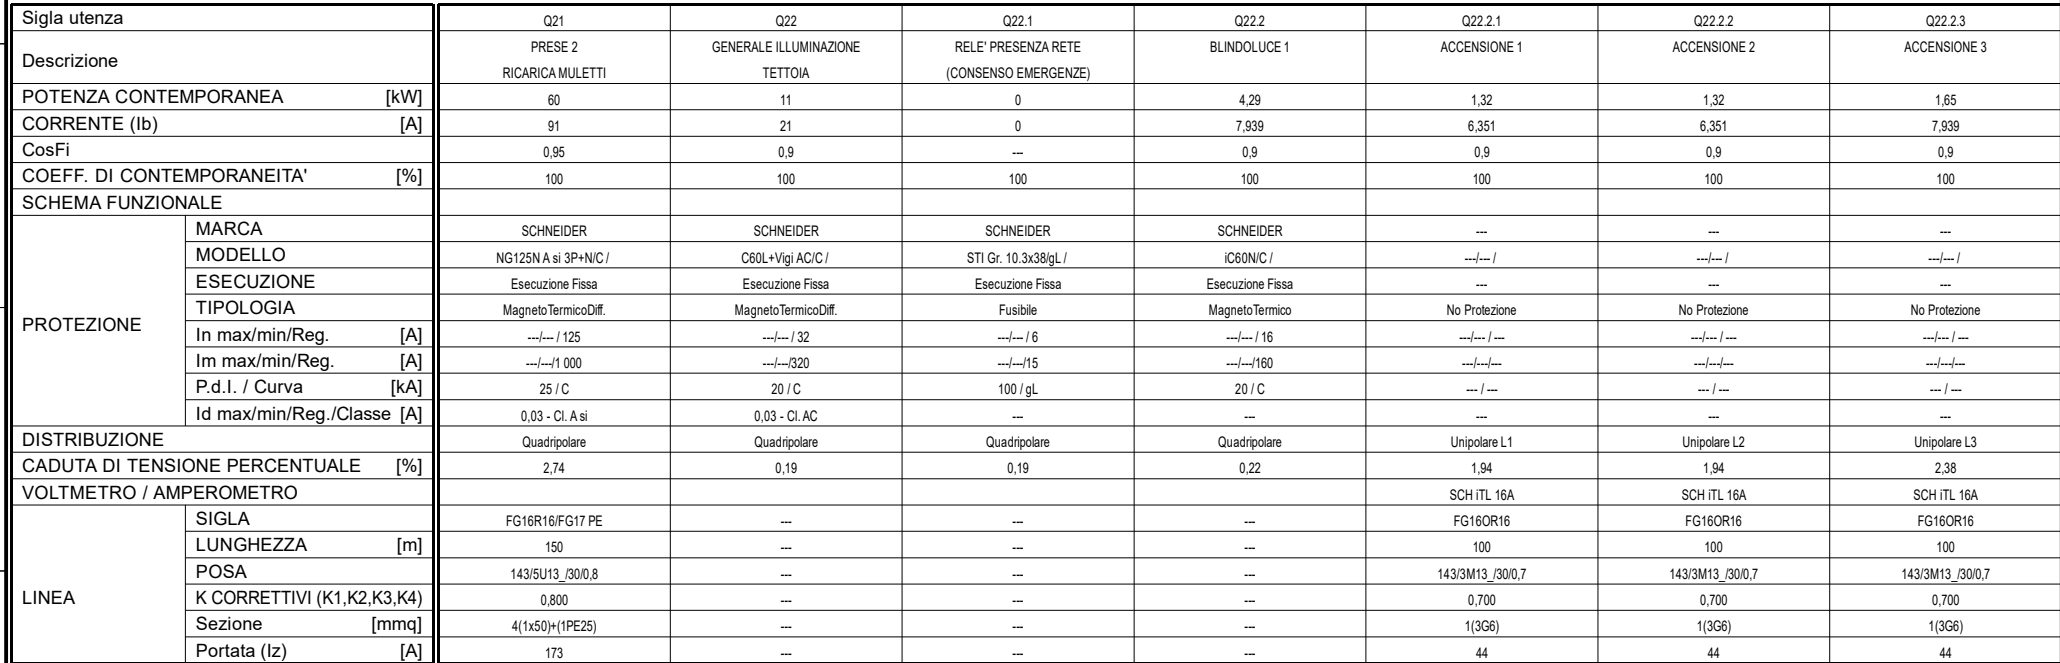 Sigla utenza Q21 Q22 Q22.1 Q22.2 Q22.2.1 Q22.2.2 Q22.2.3
Descrizione PRESE 2 GENERALE ILLUMINAZIONE RELE' PRESENZA RETE BLINDOLUCE 1 ACCENSIONE 1 ACCENSIONE 2 ACCENSIONE 3
RICARICA MULETTI TETTOIA (CONSENSO EMERGENZE)
POTENZA CONTEMPORANEA [kW] 60 11 0 4,29 1,32 1,32 1,65
CORRENTE (Ib) [A] 91 21 0 7,939 6,351 6,351 7,939
CosFi 0,95 0,9 --- 0,9 0,9 0,9 0,9
COEFF. DI CONTEMPORANEITA' [%] 100 100 100 100 100 100 100
SCHEMA FUNZIONALE
PROTEZIONE
MARCA SCHNEIDER SCHNEIDER SCHNEIDER SCHNEIDER --- --- ---
MODELLO NG125N A si 3P+N/C / C60L+Vigi AC/C / STI Gr. 10.3x38/gL / iC60N/C / ---/--- / ---/--- / ---/--- /
ESECUZIONE Esecuzione Fissa Esecuzione Fissa Esecuzione Fissa Esecuzione Fissa --- --- ---
TIPOLOGIA MagnetoTermicoDiff. MagnetoTermicoDiff. Fusibile MagnetoTermico No Protezione No Protezione No Protezione
In max/min/Reg. [A] ---/--- / 125 ---/--- / 32 ---/--- / 6 ---/--- / 16 ---/--- / --- ---/--- / --- ---/--- / ---
Im max/min/Reg. [A] ---/---/1 000 ---/---/320 ---/---/15 ---/---/160 ---/---/--- ---/---/--- ---/---/---
P.d.I. / Curva [kA] 25 / C 20 / C 100 / gL 20 / C --- / --- --- / --- --- / ---
Id max/min/Reg./Classe [A] 0,03 - Cl. A si 0,03 - Cl. AC --- --- --- --- ---
DISTRIBUZIONE Quadripolare Quadripolare Quadripolare Quadripolare Unipolare L1 Unipolare L2 Unipolare L3
CADUTA DI TENSIONE PERCENTUALE [%] 2,74 0,19 0,19 0,22 1,94 1,94 2,38
VOLTMETRO / AMPEROMETRO SCH iTL 16A SCH iTL 16A SCH iTL 16A
LINEA
SIGLA FG16R16/FG17 PE --- --- --- FG16OR16 FG16OR16 FG16OR16
LUNGHEZZA [m] 150 --- --- --- 100 100 100
POSA 143/5U13_/30/0,8 --- --- --- 143/3M13_/30/0,7 143/3M13_/30/0,7 143/3M13_/30/0,7
K CORRETTIVI (K1,K2,K3,K4) 0,800 --- --- --- 0,700 0,700 0,700
Sezione [mmq] 4(1x50)+(1PE25) --- --- --- 1(3G6) 1(3G6) 1(3G6)
Portata (Iz) [A] 173 --- --- --- 44 44 44